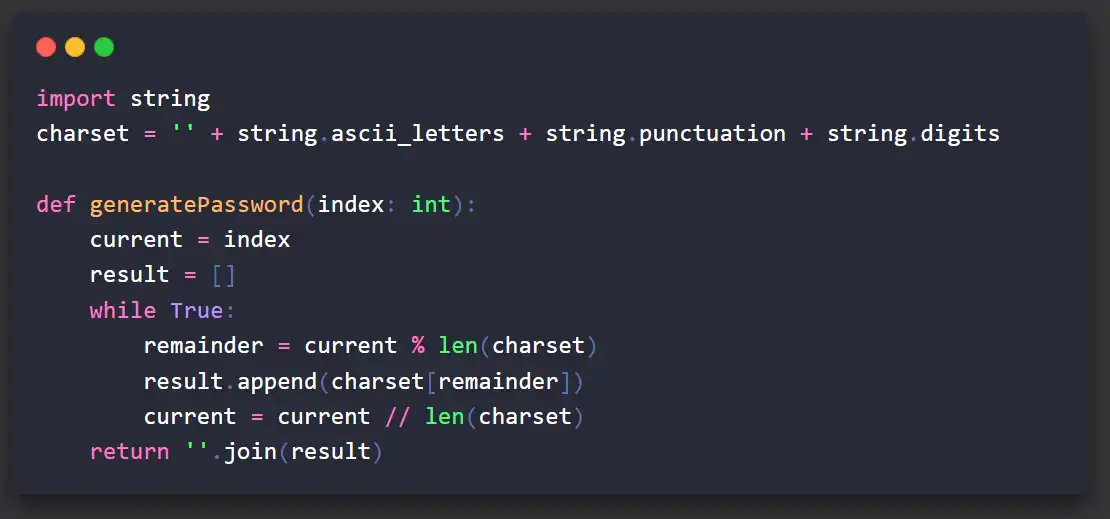 import string
charset = '' + string.ascii_letters + string.punctuation + string.digits

def generatePassword(index: int):
    current = index
    result = []
    while True:
        remainder = current % len(charset)
        result.append(charset[remainder])
        current = current // len(charset)
    return ''.join(result)